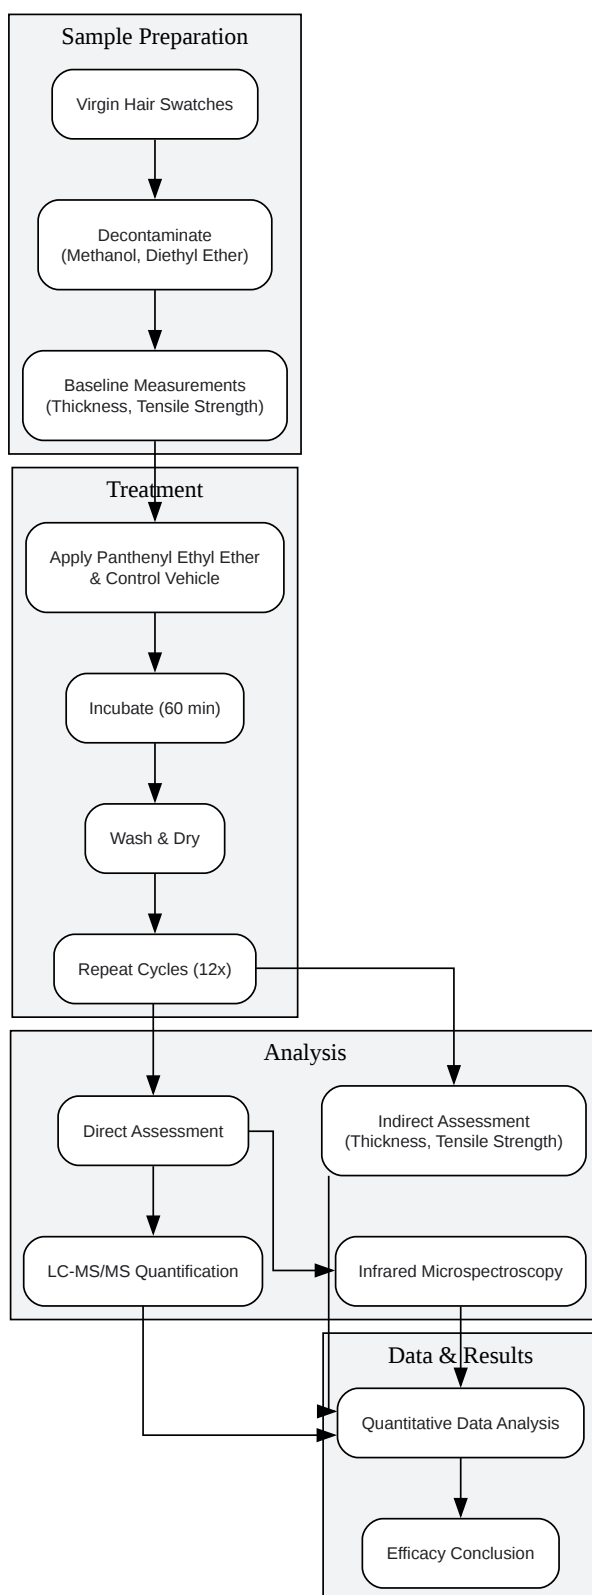 Sample Preparation
Virgin Hair Swatches
Decontaminate
(Methanol, Diethyl Ether)
Baseline Measurements
(Thickness, Tensile Strength)
Treatment
Apply Panthenyl Ethyl Ether
& Control Vehicle
Incubate (60 min)
Wash & Dry
Repeat Cycles (12x)
Analysis
Direct Assessment
Indirect Assessment
(Thickness, Tensile Strength)
LC-MS/MS Quantification
Infrared Microspectroscopy
Data & Results
Quantitative Data Analysis
Efficacy Conclusion